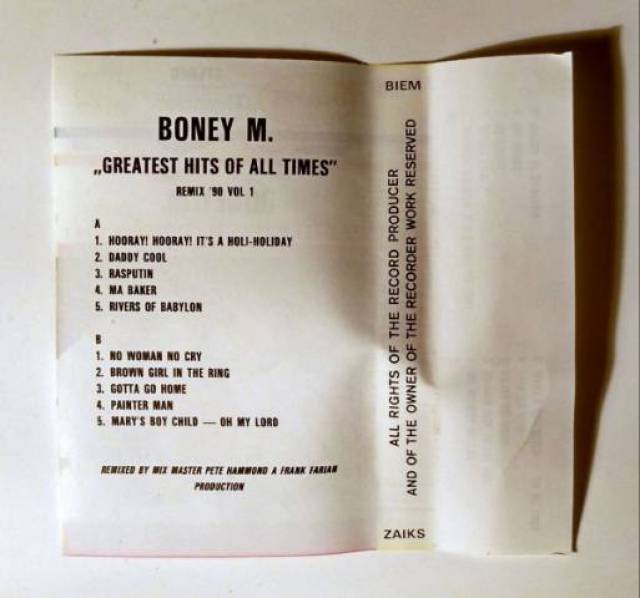 BONEY M.
„GREATEST HITS OF ALL TIMES”
REMIX '90 VOL 1
A
1. HOORAY! HOORAY! IT'S A HOLI-HOLIDAY
2. DADDY COOL
3. RASPUTIN
4. MA BAKER
5. RIVERS OF BABYLON
B
1. NO WOMAN NO CRY
2. BROWN GIRL IN THE RING
3. GOTTA GO HOME
4. PAINTER MAN
5. MARY'S BOY CHILD — OH MY LORD
REMIXED BY MIX MASTER PETE HAMMOND A FRANK FARIAN
PRODUCTION
BIEM
ALL RIGHTS OF THE RECORD PRODUCER
AND OF THE OWNER OF THE RECORDER WORK RESERVED
ZAIKS